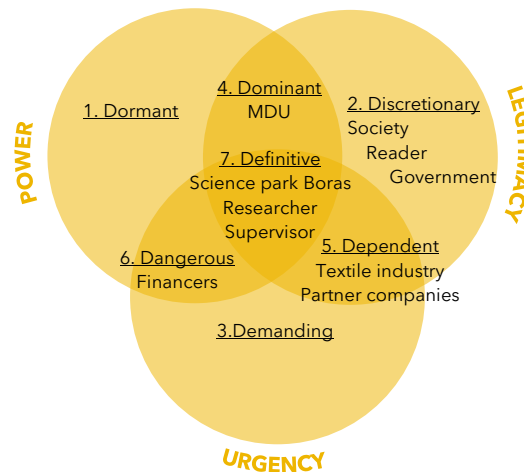 1. Dormant
4. Dominant
MDU
2. Discretionary
Society
Reader
Government
POWER
LEGITIMACY
7. Definitive
Science park Boras
Researcher
Supervisor
6. Dangerous
Financers
5. Dependent
Textile industry
Partner companies
3.Demanding
URGENCY